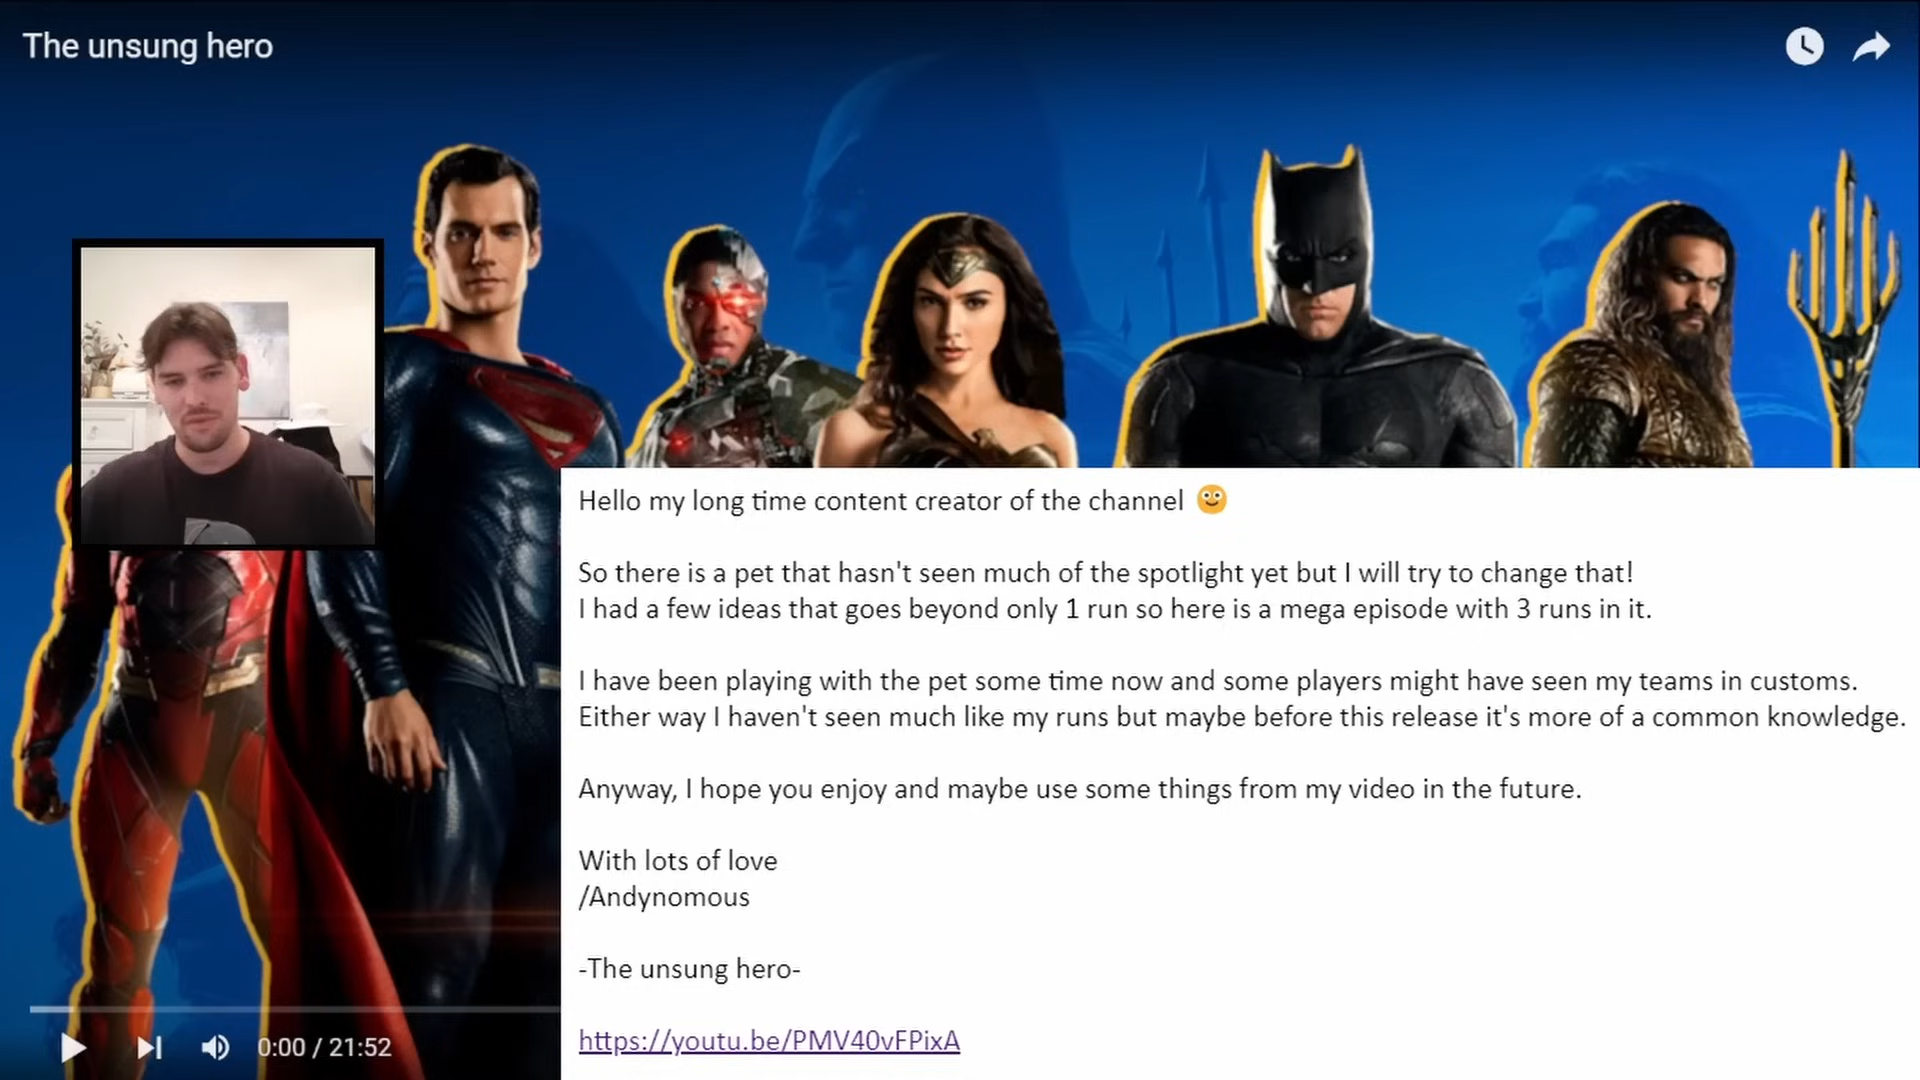 The unsung hero
Hello my long time content creator of the channel 🙂
So there is a pet that hasn't seen much of the spotlight yet but I will try to change that!
I had a few ideas that goes beyond only 1 run so here is a mega episode with 3 runs in it.
I have been playing with the pet some time now and some players might have seen my teams in customs.
Either way I haven't seen much like my runs but maybe before this release it's more of a common knowledge.
Anyway, I hope you enjoy and maybe use some things from my video in the future.
With lots of love
/Andynomous
-The unsung hero-
https://youtu.be/PMV40vFPixA
0:00 / 21:52